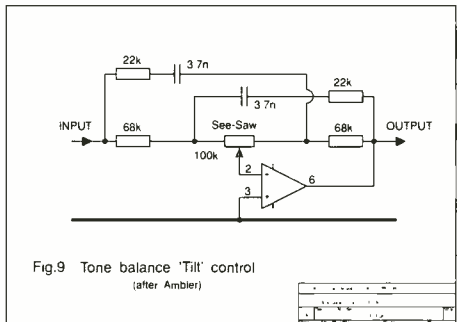 22k
3.7n
22k
3.7n
INPUT
68k
See-Saw
68k
OUTPUT
100k
2
6
3
Fig.9 Tone balance 'Tilt' control
(after Ambler)